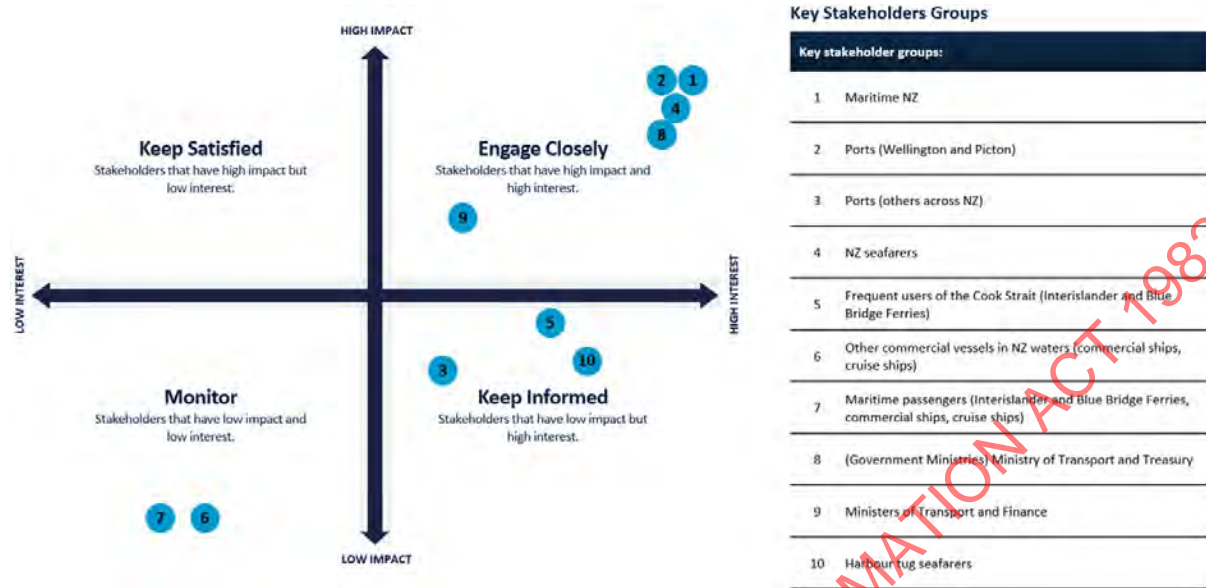 HIGH IMPACT
2 1
4
8
Keep Satisfied
Stakeholders that have high impact but
low interest.
Engage Closely
Stakeholders that have high impact and
high interest.
9
LOW INTEREST
HIGH INTEREST
5
10
3
Monitor
Stakeholders that have low impact and
low interest.
Keep Informed
Stakeholders that have low impact but
high interest.
7 6
LOW IMPACT
Key Stakeholders Groups
Key stakeholder groups:
1 Maritime NZ
2 Ports (Wellington and Picton)
3 Ports (others across NZ)
4 NZ seafarers
5 Frequent users of the Cook Strait (Interislander and Blue
Bridge Ferries)
6 Other commercial vessels in NZ waters (commercial ships,
cruise ships)
7 Maritime passengers (Interislander and Blue Bridge Ferries,
commercial ships, cruise ships)
8 (Government Ministries) Ministry of Transport and Treasury
9 Ministers of Transport and Finance
10 Harbour tug seafarers
MATION ACT 1982